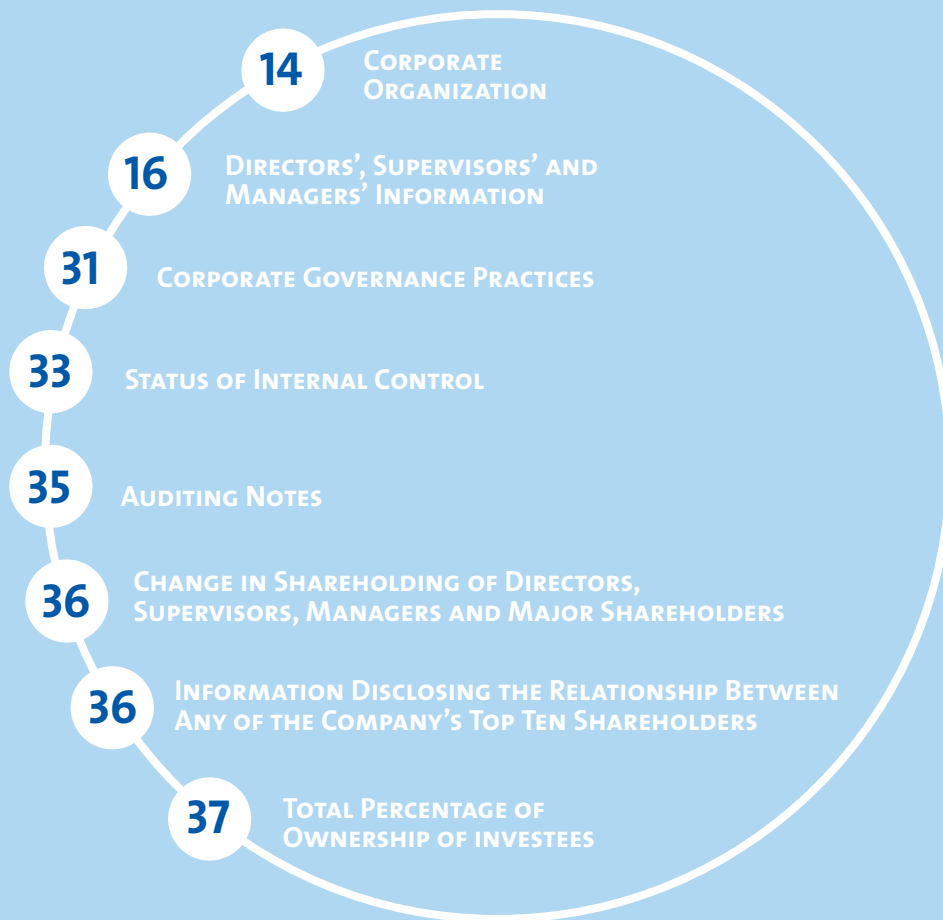 14
Corporate
Organization
16
Directors’, Supervisors’ and
Managers’ Information
31
Corporate Governance Practices
33
Status of Internal Control
35
Auditing Notes
36
Change in Shareholding of Directors,
Supervisors, Managers and Major Shareholders
36
Information Disclosing the Relationship Between
Any of the Company’s Top Ten Shareholders
37
Total Percentage of
Ownership of investees